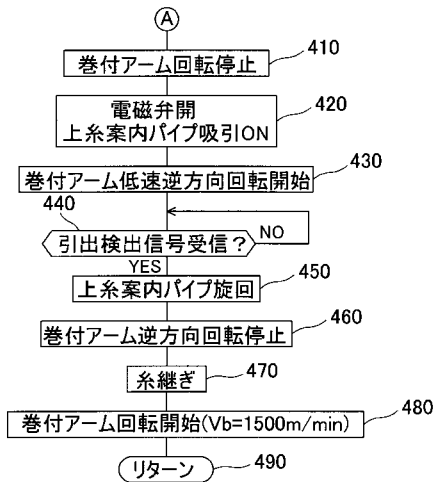 A
410
巻付アーム回転停止
420
電磁弁開
上糸案内パイプ吸引ON
430
巻付アーム低速逆方向回転開始
440
引出検出信号受信？
NO
YES
450
上糸案内パイプ旋回
460
巻付アーム逆方向回転停止
470
糸継ぎ
480
巻付アーム回転開始(Vb=1500m/min)
リターン
490